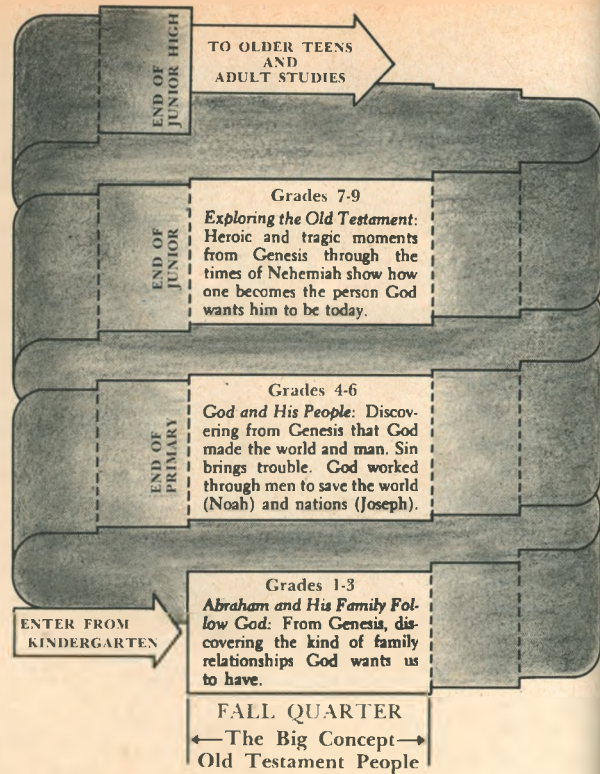 TO OLDER TEENS
AND
ADULT STUDIES
END OF
JUNIOR HIGH
Grades 7-9
Exploring the Old Testament:
Heroic and tragic moments
from Genesis through the
times of Nehemiah show how
one becomes the person God
wants him to be today.
END OF
JUNIOR
Grades 4-6
God and His People: Discov-
ering from Genesis that God
made the world and man. Sin
brings trouble. God worked
through men to save the world
(Noah) and nations (Joseph).
END OF
PRIMARY
Grades 1-3
Abraham and His Family Fol-
low God: From Genesis, dis-
covering the kind of family
relationships God wants us
to have.
ENTER FROM
KINDERGARTEN
FALL QUARTER
The Big Concept
Old Testament People